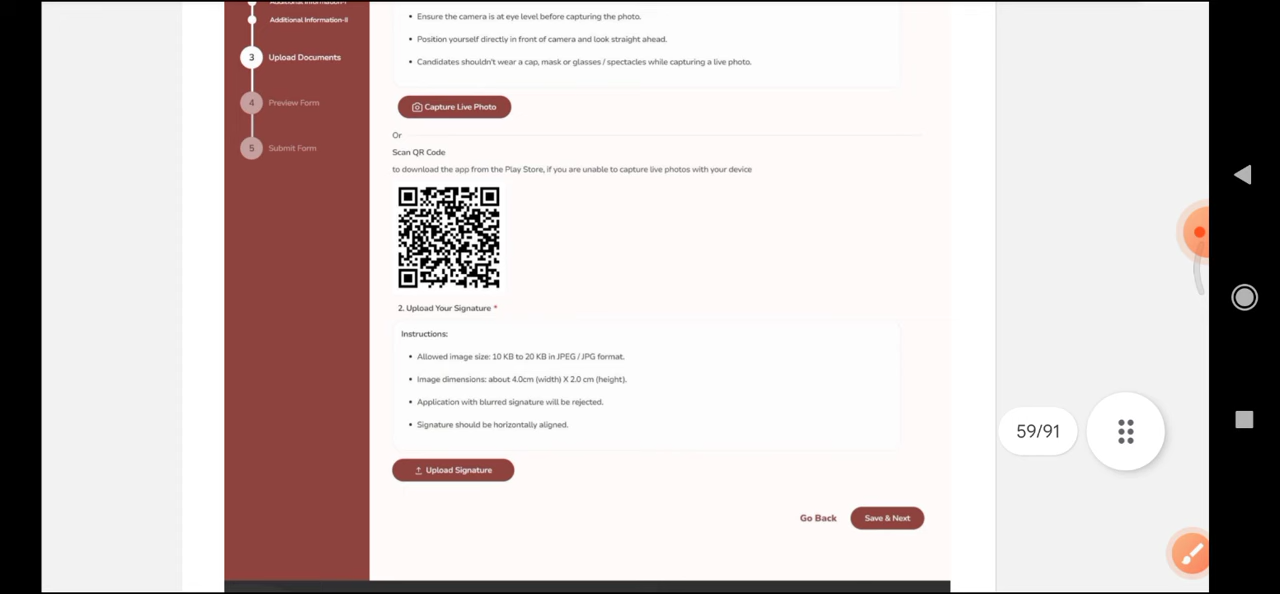 Additional Information-I
Additional Information-II
3 Upload Documents
4 Preview Form
5 Submit Form
• Ensure the camera is at eye level before capturing the photo.
• Position yourself directly in front of camera and look straight ahead.
• Candidates shouldn't wear a cap, mask or glasses / spectacles while capturing a live photo.
Capture Live Photo
Or
Scan QR Code
to download the app from the Play Store, if you are unable to capture live photos with your device
2. Upload Your Signature *
Instructions:
• Allowed image size: 10 KB to 20 KB in JPEG / JPG format.
• Image dimensions: about 4.0cm (width) X 2.0 cm (height).
• Application with blurred signature will be rejected.
• Signature should be horizontally aligned.
Upload Signature
Go Back
Save & Next
59/91